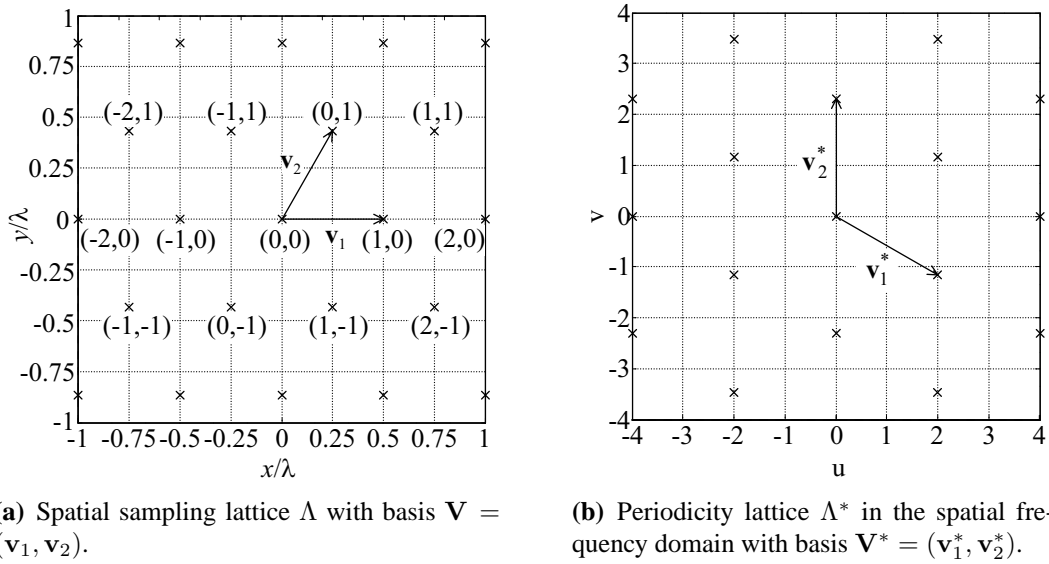 1
0.75
0.5
0.25
0
-0.25
-0.5
-0.75
-1
y/λ
(-2,1) (-1,1) (0,1) (1,1)
v₂
v₁
(-2,0) (-1,0) (0,0) (1,0) (2,0)
(-1,-1) (0,-1) (1,-1) (2,-1)
-1 -0.75 -0.5 -0.25 0 0.25 0.5 0.75 1
x/λ
4
3
2
1
0
-1
-2
-3
-4
v
v₂*
v₁*
-4 -3 -2 -1 0 1 2 3 4
u
(a) Spatial sampling lattice Λ with basis V =
(v₁, v₂).
(b) Periodicity lattice Λ* in the spatial fre-
quency domain with basis V* = (v₁*, v₂*).